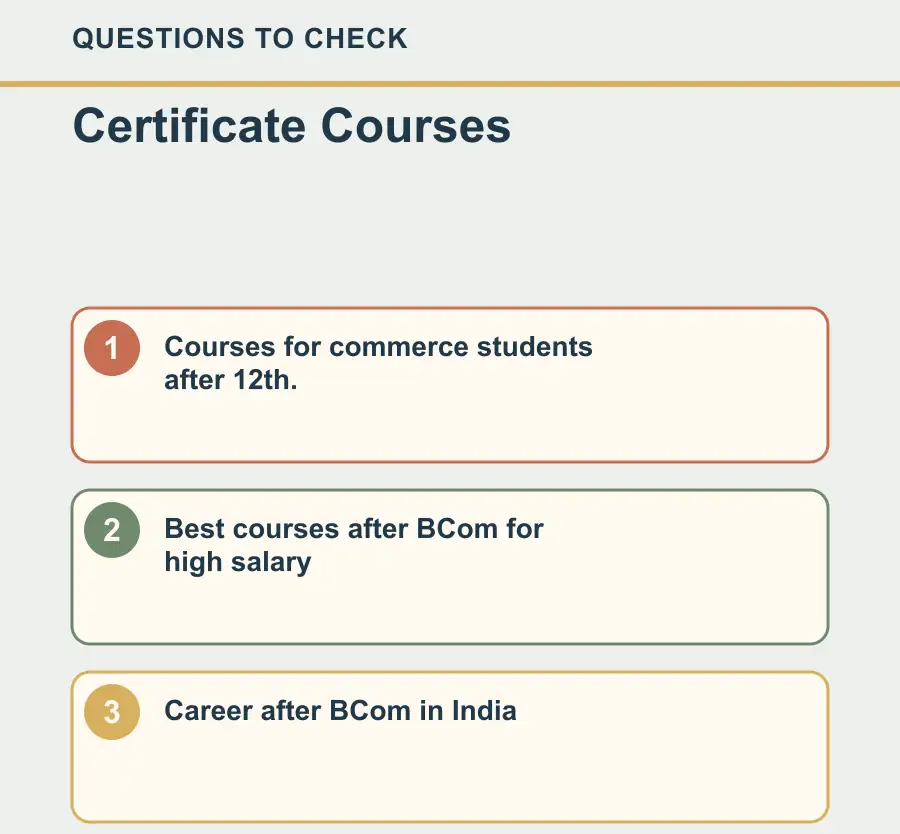 QUESTIONS TO CHECK
Certificate Courses
1
Courses for commerce students
after 12th.
2
Best courses after BCom for
high salary
3
Career after BCom in India